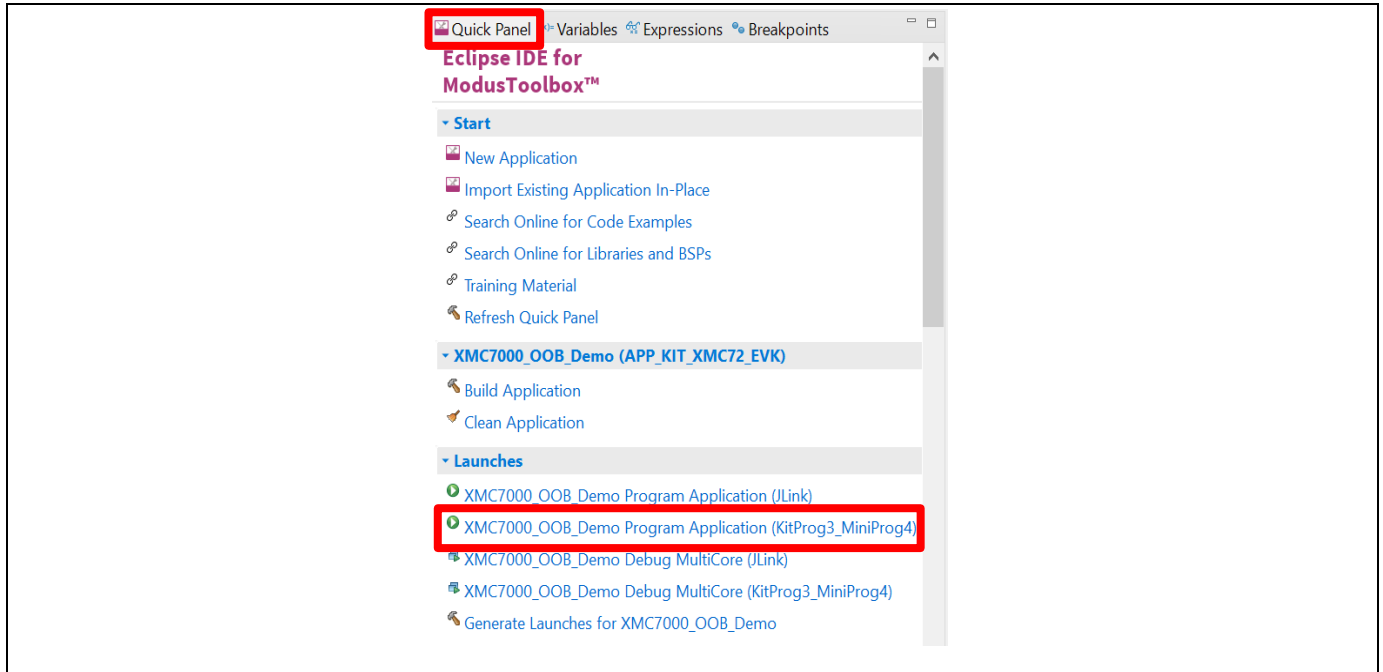 Quick Panel Variables Expressions Breakpoints
Eclipse IDE for
ModusToolbox™
Start
New Application
Import Existing Application In-Place
Search Online for Code Examples
Search Online for Libraries and BSPs
Training Material
Refresh Quick Panel
XMC7000_OOB_Demo (APP_KIT_XMC72_EVK)
Build Application
Clean Application
Launches
XMC7000_OOB_Demo Program Application (JLink)
XMC7000_OOB_Demo Program Application (KitProg3_MiniProg4)
XMC7000_OOB_Demo Debug MultiCore (JLink)
XMC7000_OOB_Demo Debug MultiCore (KitProg3_MiniProg4)
Generate Launches for XMC7000_OOB_Demo